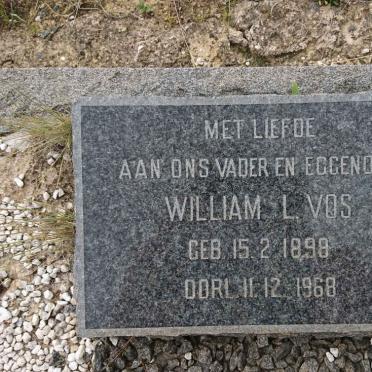 MET LIEFDE
AAN ONS VADER EN EGGENO
WILLIAM L. VOS
GEB. 15. 2. 1898
OORL. 11. 12. 1968